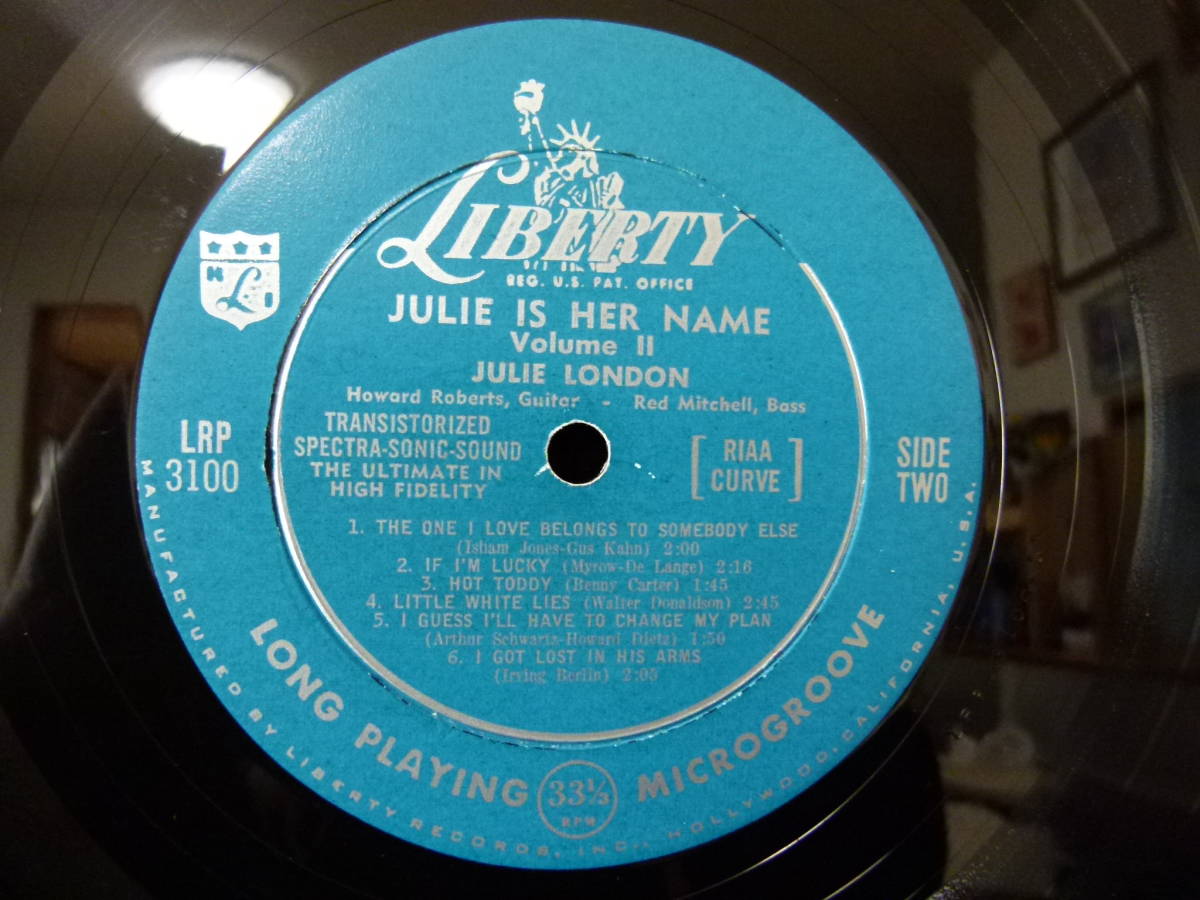 LIBERTY
REG. U.S. PAT. OFFICE
JULIE IS HER NAME
Volume II
JULIE LONDON
Howard Roberts, Guitar - Red Mitchell, Bass
TRANSISTORIZED
SPECTRA-SONIC-SOUND
THE ULTIMATE IN
HIGH FIDELITY
[RIAA
CURVE]
LRP
3100
SIDE
TWO
1. THE ONE I LOVE BELONGS TO SOMEBODY ELSE
(Isham Jones-Gus Kahn) 2:00
2. IF I'M LUCKY (Myrow-De Lange) 2:16
3. HOT TODDY (Benny Carter) 1:45
4. LITTLE WHITE LIES (Walter Donaldson) 2:45
5. I GUESS I'LL HAVE TO CHANGE MY PLAN
(Arthur Schwartz-Howard Dietz) 1:50
6. I GOT LOST IN HIS ARMS
(Irving Berlin) 2:05
LONG PLAYING 33⅓ RPM MICROGROOVE
MANUFACTURED BY LIBERTY RECORDS, INC., HOLLYWOOD, CALIFORNIA, U.S.A.